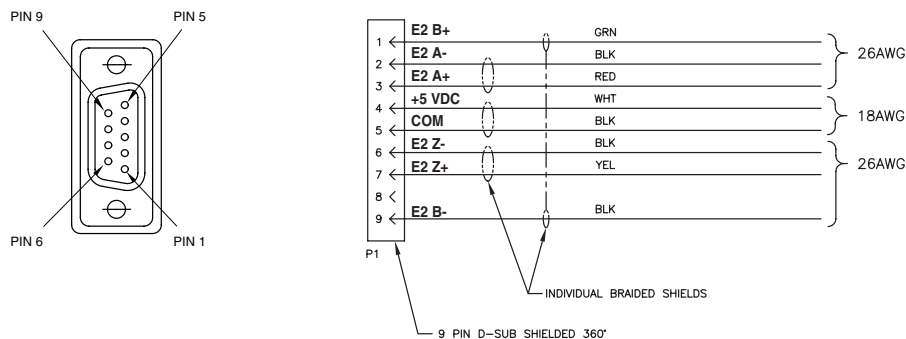 PIN 9
PIN 5
PIN 6
PIN 1
1 E2 B+ GRN
2 E2 A- BLK
3 E2 A+ RED
26AWG
4 +5 VDC WHT
5 COM BLK
18AWG
6 E2 Z- BLK
7 E2 Z+ YEL
8
9 E2 B- BLK
26AWG
P1
INDIVIDUAL BRAIDED SHIELDS
9 PIN D-SUB SHIELDED 360°